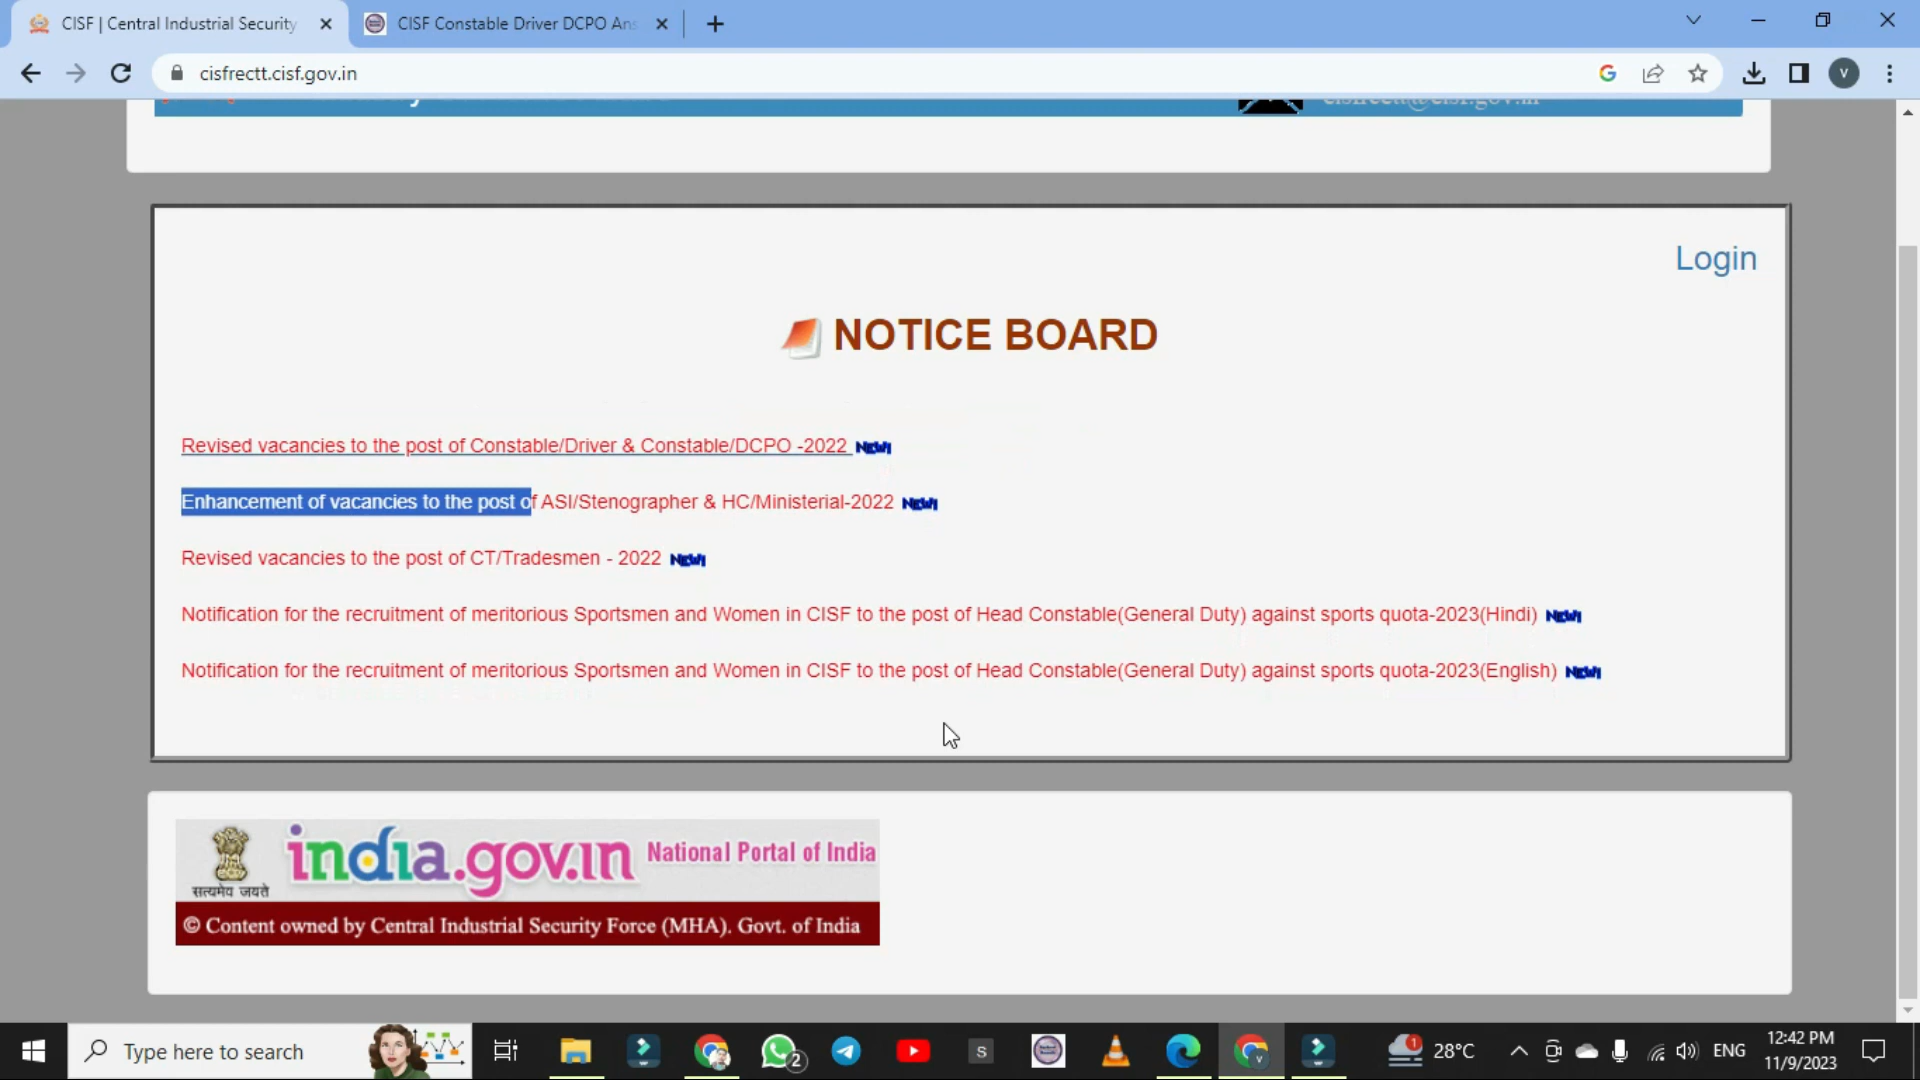 CISF | Central Industrial Security
CISF Constable Driver DCPO Ans
cisfrectt.cisf.gov.in
V
cisfrectt@cisf.gov.in
Login
NOTICE BOARD
Revised vacancies to the post of Constable/Driver & Constable/DCPO -2022 NEW!
Enhancement of vacancies to the post of ASI/Stenographer & HC/Ministerial-2022 NEW!
Revised vacancies to the post of CT/Tradesmen - 2022 NEW!
Notification for the recruitment of meritorious Sportsmen and Women in CISF to the post of Head Constable(General Duty) against sports quota-2023(Hindi) NEW!
Notification for the recruitment of meritorious Sportsmen and Women in CISF to the post of Head Constable(General Duty) against sports quota-2023(English) NEW!
india.gov.in National Portal of India
सत्यमेव जयते
© Content owned by Central Industrial Security Force (MHA). Govt. of India
Type here to search
2
S
V
1
28°C
ENG
12:42 PM
11/9/2023